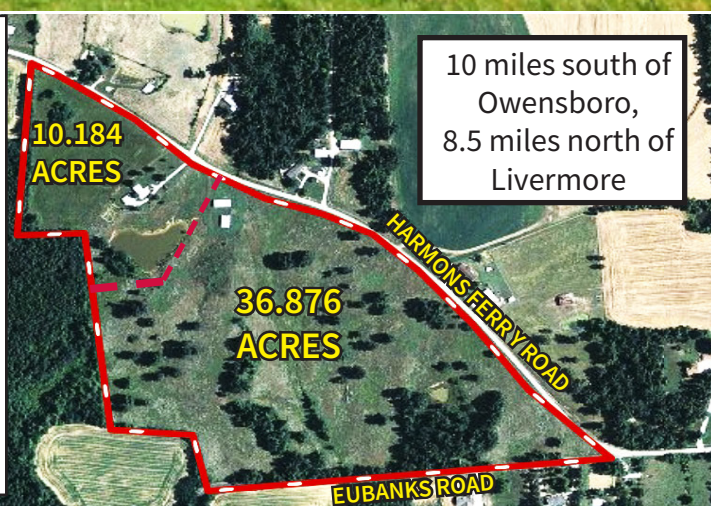 10 miles south of
Owensboro,
8.5 miles north of
Livermore
10.184
ACRES
HARMONS FERRY ROAD
36.876
ACRES
EUBANKS ROAD